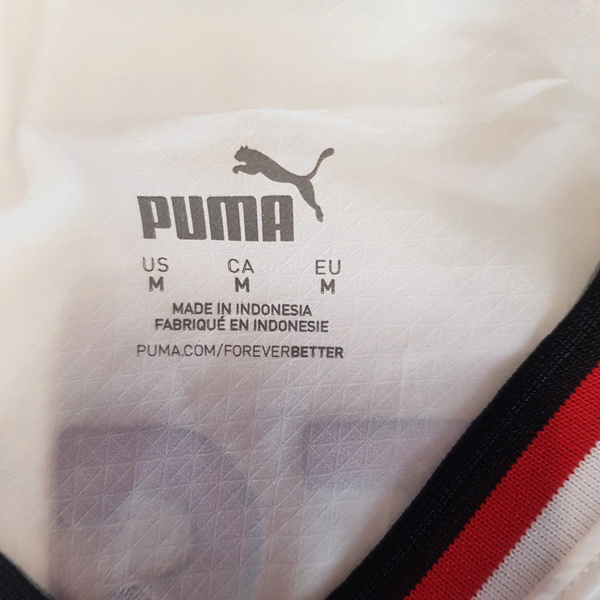 PUMA
US CA EU
M M M
MADE IN INDONESIA
FABRIQUÉ EN INDONESIE
PUMA.COM/FOREVERBETTER